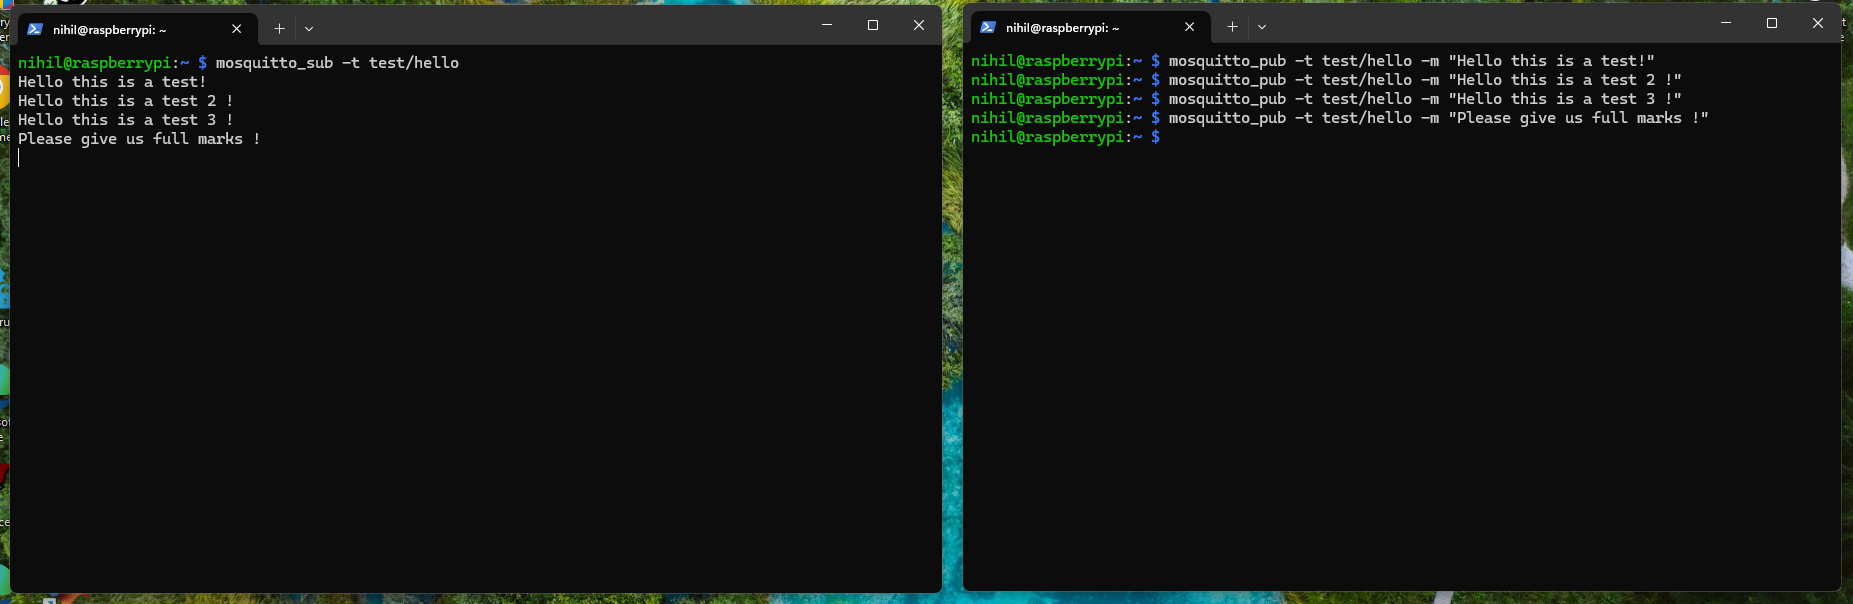 nihil@raspberrypi: ~
nihil@raspberrypi:~ $ mosquitto_sub -t test/hello
Hello this is a test!
Hello this is a test 2 !
Hello this is a test 3 !
Please give us full marks !
nihil@raspberrypi: ~
nihil@raspberrypi:~ $ mosquitto_pub -t test/hello -m "Hello this is a test!"
nihil@raspberrypi:~ $ mosquitto_pub -t test/hello -m "Hello this is a test 2 !"
nihil@raspberrypi:~ $ mosquitto_pub -t test/hello -m "Hello this is a test 3 !"
nihil@raspberrypi:~ $ mosquitto_pub -t test/hello -m "Please give us full marks !"
nihil@raspberrypi:~ $